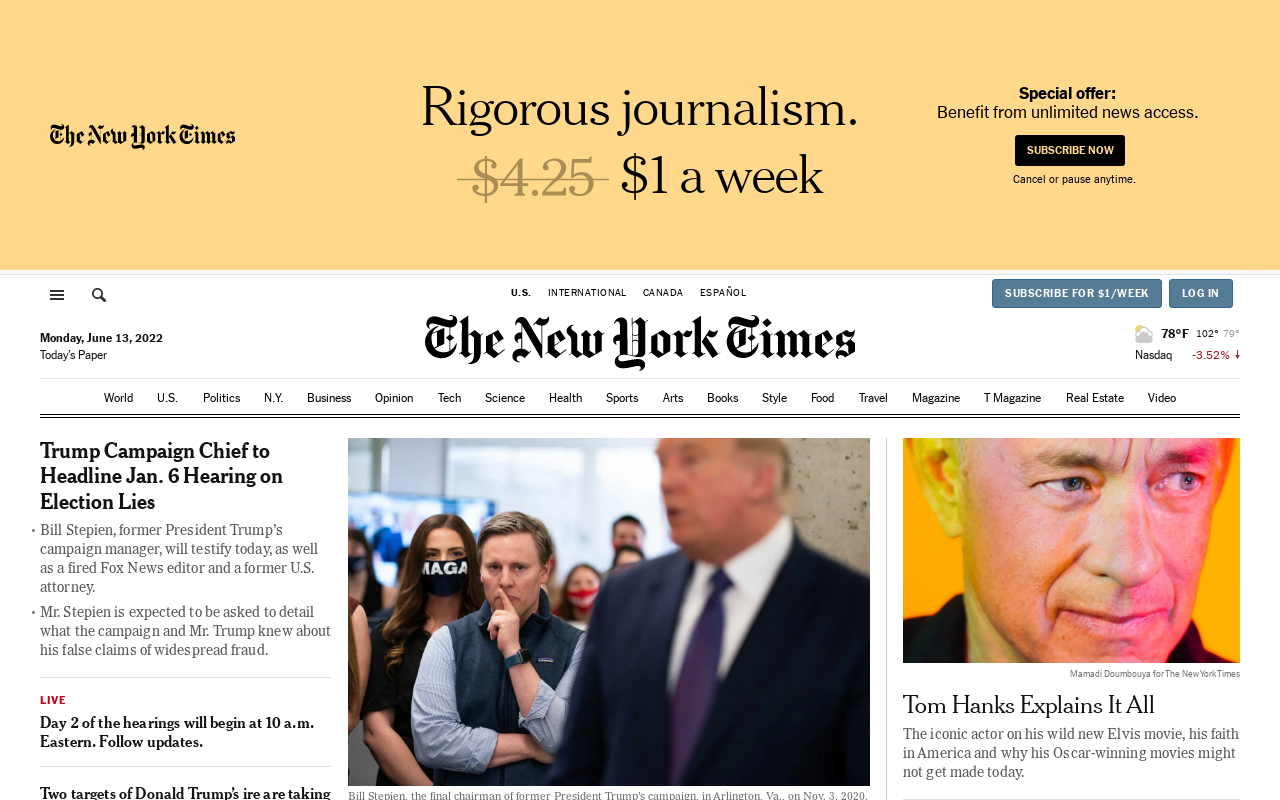 The New York Times
Rigorous journalism.
$4.25 $1 a week
Special offer:
Benefit from unlimited news access.
SUBSCRIBE NOW
Cancel or pause anytime.
U.S. INTERNATIONAL CANADA ESPAÑOL
SUBSCRIBE FOR $1/WEEK LOG IN
Monday, June 13, 2022
Today's Paper
The New York Times
78°F 102° 79°
Nasdaq -3.52% ↓
World U.S. Politics N.Y. Business Opinion Tech Science Health Sports Arts Books Style Food Travel Magazine T Magazine Real Estate Video
Trump Campaign Chief to
Headline Jan. 6 Hearing on
Election Lies
• Bill Stepien, former President Trump's
campaign manager, will testify today, as well
as a fired Fox News editor and a former U.S.
attorney.
• Mr. Stepien is expected to be asked to detail
what the campaign and Mr. Trump knew about
his false claims of widespread fraud.
LIVE
Day 2 of the hearings will begin at 10 a.m.
Eastern. Follow updates.
Two targets of Donald Trump's ire are taking
MAGA
Bill Stepien, the final chairman of former President Trump's campaign, in Arlington, Va., on Nov. 3, 2020.
Mamadi Doumbouya for The New York Times
Tom Hanks Explains It All
The iconic actor on his wild new Elvis movie, his faith
in America and why his Oscar-winning movies might
not get made today.